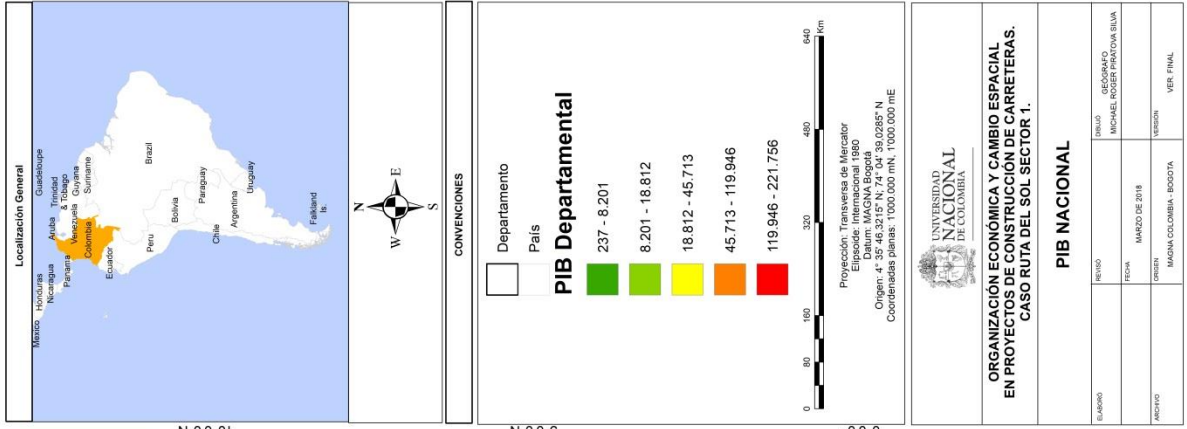 Localización General
Mexico
Honduras
Nicaragua
Panama
Aruba
Guadeloupe
Trinidad
& Tobago
Venezuela
Guyana
Suriname
Colombia
Ecuador
Peru
Brazil
Bolivia
Paraguay
Chile
Argentina
Uruguay
Falkland
Is.
N
W E
S
CONVENCIONES
Departamento
País
PIB Departamental
237 - 8.201
8.201 - 18.812
18.812 - 45.713
45.713 - 119.946
119.946 - 221.756
Proyección: Transversa de Mercator
Elipsoide: Internacional 1980
Datum: MAGNA Bogotá
Origen: 4° 35' 46,3215" N; 74° 04' 39,0285" N
Coordenadas planas: 1'000.000 mN, 1'000.000 mE
0 80 160 320 480 640
Km
UNIVERSIDAD
NACIONAL
DE COLOMBIA
ORGANIZACIÓN ECONÓMICA Y CAMBIO ESPACIAL
EN PROYECTOS DE CONSTRUCCIÓN DE CARRETERAS.
CASO RUTA DEL SOL SECTOR 1.
PIB NACIONAL
ELABORÓ
REVISÓ
DIBUJÓ
GEÓGRAFO
MICHAEL ROGER PIRATOVA SILVA
FECHA
MARZO DE 2018
ARCHIVO
ORIGEN
MAGNA COLOMBIA - BOGOTA
VERSIÓN
VER. FINAL